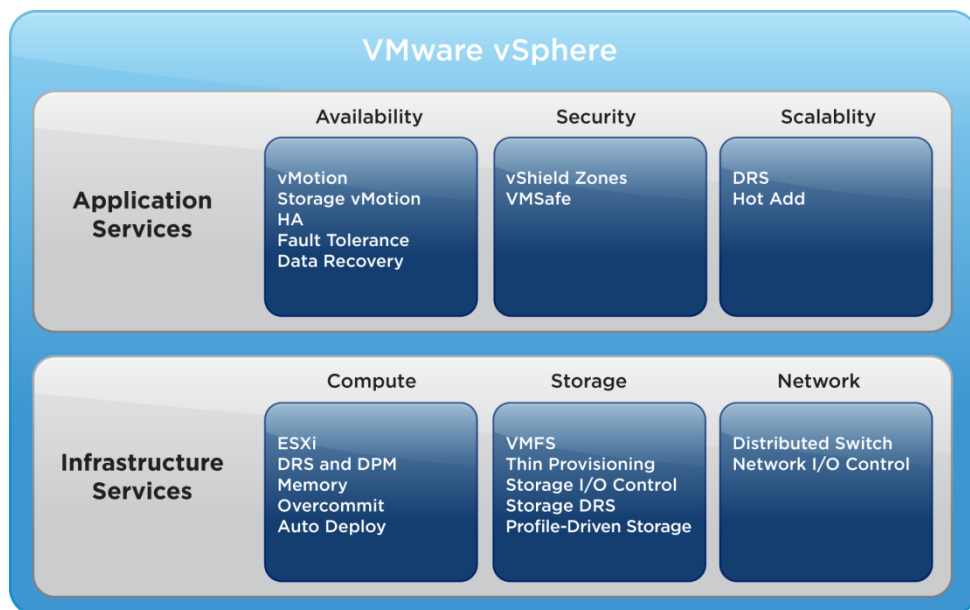 VMware vSphere
Application
Services
Availability
vMotion
Storage vMotion
HA
Fault Tolerance
Data Recovery
Security
vShield Zones
VMSafe
Scalablity
DRS
Hot Add
Infrastructure
Services
Compute
ESXi
DRS and DPM
Memory
Overcommit
Auto Deploy
Storage
VMFS
Thin Provisioning
Storage I/O Control
Storage DRS
Profile-Driven Storage
Network
Distributed Switch
Network I/O Control